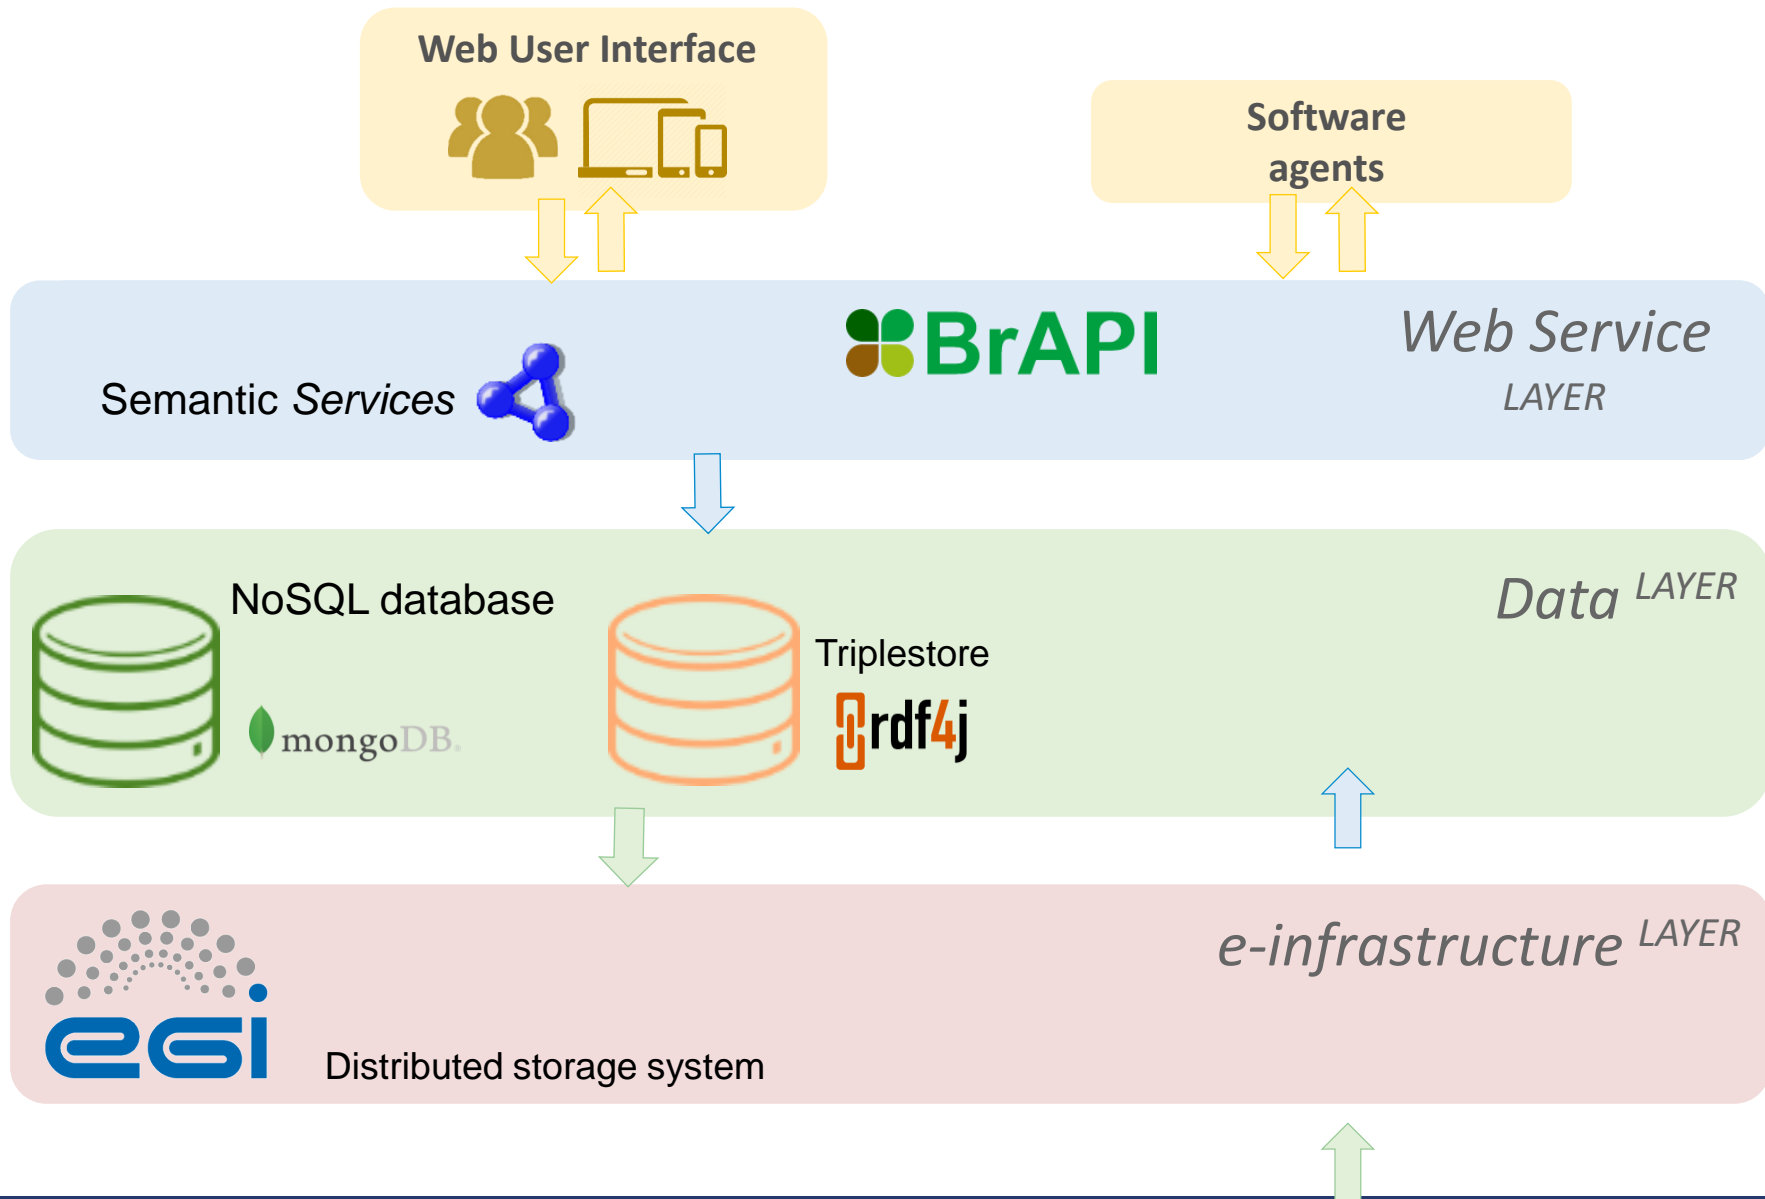 Web User Interface
Software
agents
BrAPI
Web Service
LAYER
Semantic Services
NoSQL database
Data LAYER
Triplestore
rdf4j
mongoDB.
e-infrastructure LAYER
egi
Distributed storage system